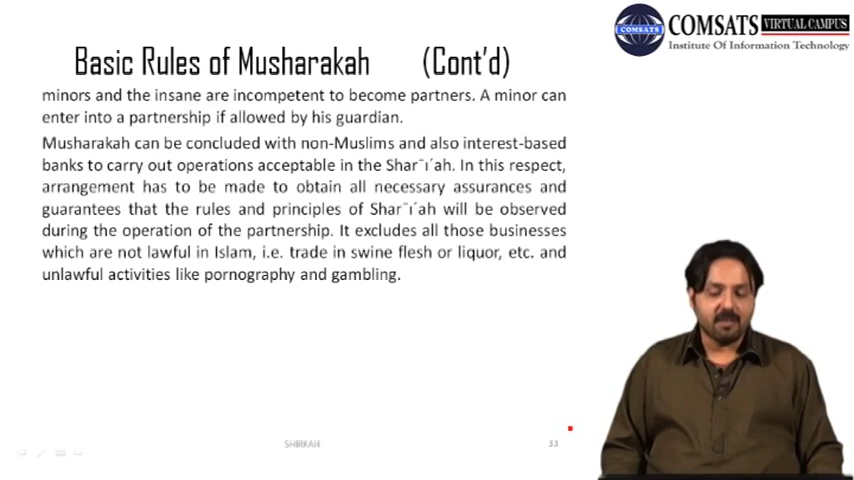 COMSATS VIRTUAL CAMPUS
COMSATS
Institute Of Information Technology
Basic Rules of Musharakah (Cont'd)
minors and the insane are incompetent to become partners. A minor can
enter into a partnership if allowed by his guardian.
Musharakah can be concluded with non-Muslims and also interest-based
banks to carry out operations acceptable in the Shar¯ı´ah. In this respect,
arrangement has to be made to obtain all necessary assurances and
guarantees that the rules and principles of Shar¯ı´ah will be observed
during the operation of the partnership. It excludes all those businesses
which are not lawful in Islam, i.e. trade in swine flesh or liquor, etc. and
unlawful activities like pornography and gambling.
SHIRKAH
33